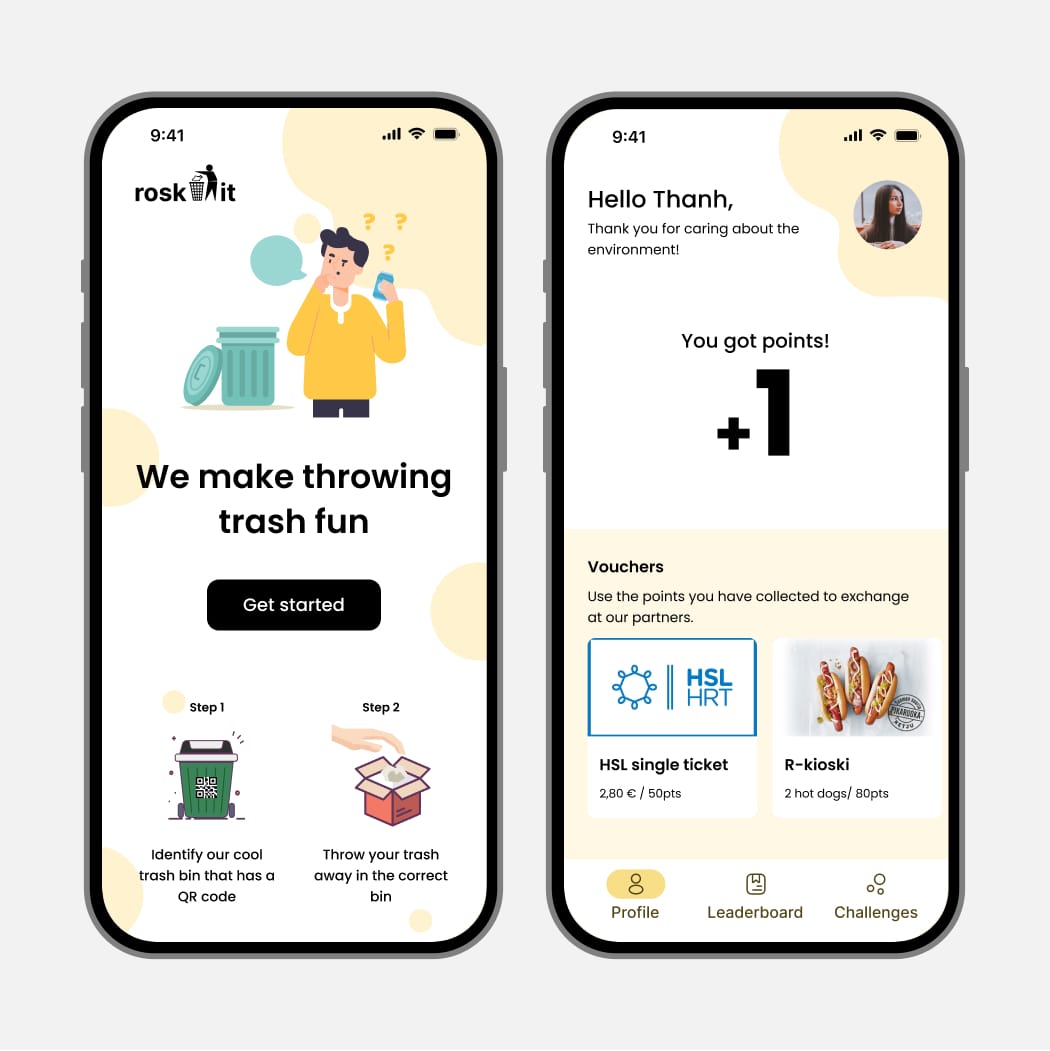 9:41
rosk it
? ?
?
We make throwing
trash fun
Get started
Step 1
Identify our cool
trash bin that has a
QR code
Step 2
Throw your trash
away in the correct
bin
9:41
Hello Thanh,
Thank you for caring about the
environment!
You got points!
+1
Vouchers
Use the points you have collected to exchange
at our partners.
HSL
HRT
HSL single ticket
2,80 € / 50pts
PIKARUOKA
R-kioski
2 hot dogs/ 80pts
Profile
Leaderboard
Challenges